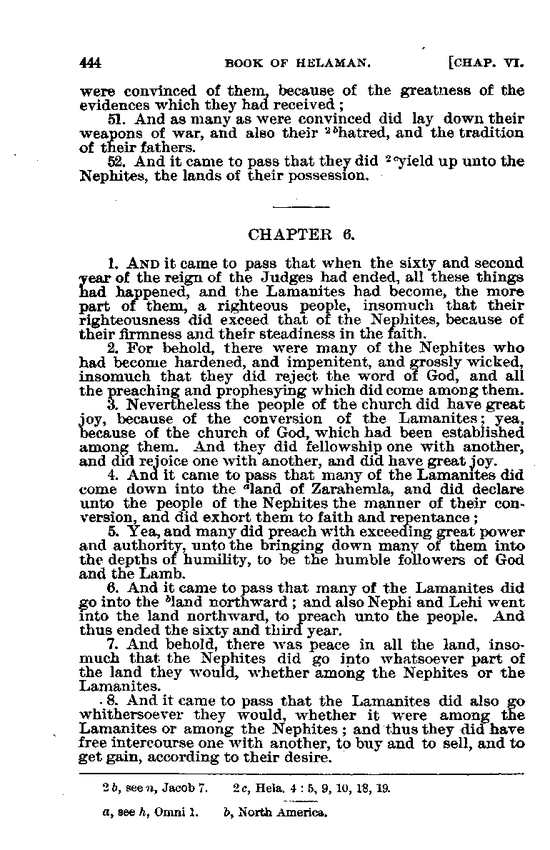 444 BOOK OF HELAMAN. [CHAP. VI.
were convinced of them, because of the greatness of the
evidences which they had received ;
51. And as many as were convinced did lay down their
weapons of war, and also their ²ᵇhatred, and the tradition
of their fathers.
52. And it came to pass that they did ²ᶜyield up unto the
Nephites, the lands of their possession.
CHAPTER 6.
1. AND it came to pass that when the sixty and second
year of the reign of the Judges had ended, all these things
had happened, and the Lamanites had become, the more
part of them, a righteous people, insomuch that their
righteousness did exceed that of the Nephites, because of
their firmness and their steadiness in the faith.
2. For behold, there were many of the Nephites who
had become hardened, and impenitent, and grossly wicked,
insomuch that they did reject the word of God, and all
the preaching and prophesying which did come among them.
3. Nevertheless the people of the church did have great
joy, because of the conversion of the Lamanites; yea,
because of the church of God, which had been established
among them. And they did fellowship one with another,
and did rejoice one with another, and did have great joy.
4. And it came to pass that many of the Lamanites did
come down into the ᵃland of Zarahemla, and did declare
unto the people of the Nephites the manner of their con-
version, and did exhort them to faith and repentance ;
5. Yea, and many did preach with exceeding great power
and authority, unto the bringing down many of them into
the depths of humility, to be the humble followers of God
and the Lamb.
6. And it came to pass that many of the Lamanites did
go into the ᵇland northward ; and also Nephi and Lehi went
into the land northward, to preach unto the people. And
thus ended the sixty and third year.
7. And behold, there was peace in all the land, inso-
much that the Nephites did go into whatsoever part of
the land they would, whether among the Nephites or the
Lamanites.
8. And it came to pass that the Lamanites did also go
whithersoever they would, whether it were among the
Lamanites or among the Nephites ; and thus they did have
free intercourse one with another, to buy and to sell, and to
get gain, according to their desire.
2 b, see n, Jacob 7. 2 c, Hela. 4 : 5, 9, 10, 18, 19.
a, see h, Omni 1. b, North America.